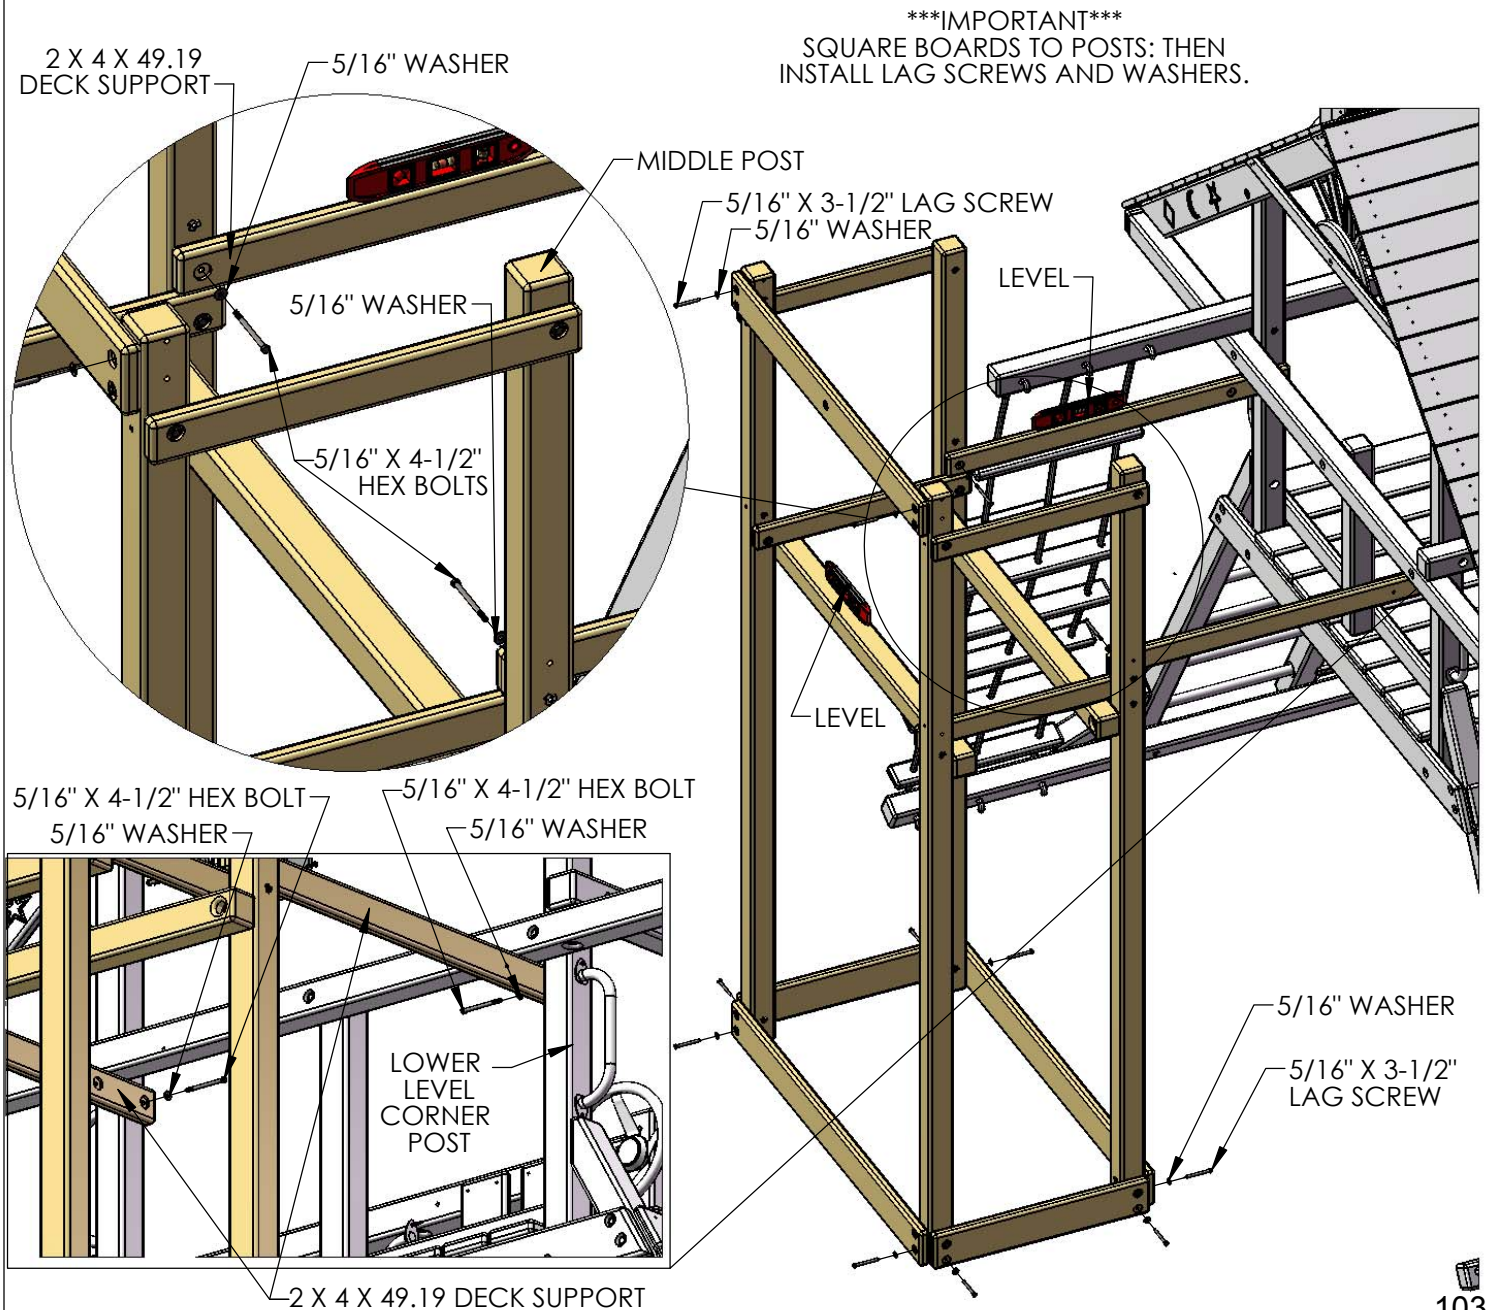 ***IMPORTANT***
SQUARE BOARDS TO POSTS: THEN
INSTALL LAG SCREWS AND WASHERS.
2 X 4 X 49.19
DECK SUPPORT
5/16" WASHER
MIDDLE POST
5/16" X 3-1/2" LAG SCREW
5/16" WASHER
LEVEL
5/16" WASHER
5/16" X 4-1/2"
HEX BOLTS
LEVEL
5/16" X 4-1/2" HEX BOLT
5/16" WASHER
5/16" X 4-1/2" HEX BOLT
5/16" WASHER
LOWER
LEVEL
CORNER
POST
5/16" WASHER
5/16" X 3-1/2"
LAG SCREW
2 X 4 X 49.19 DECK SUPPORT
103